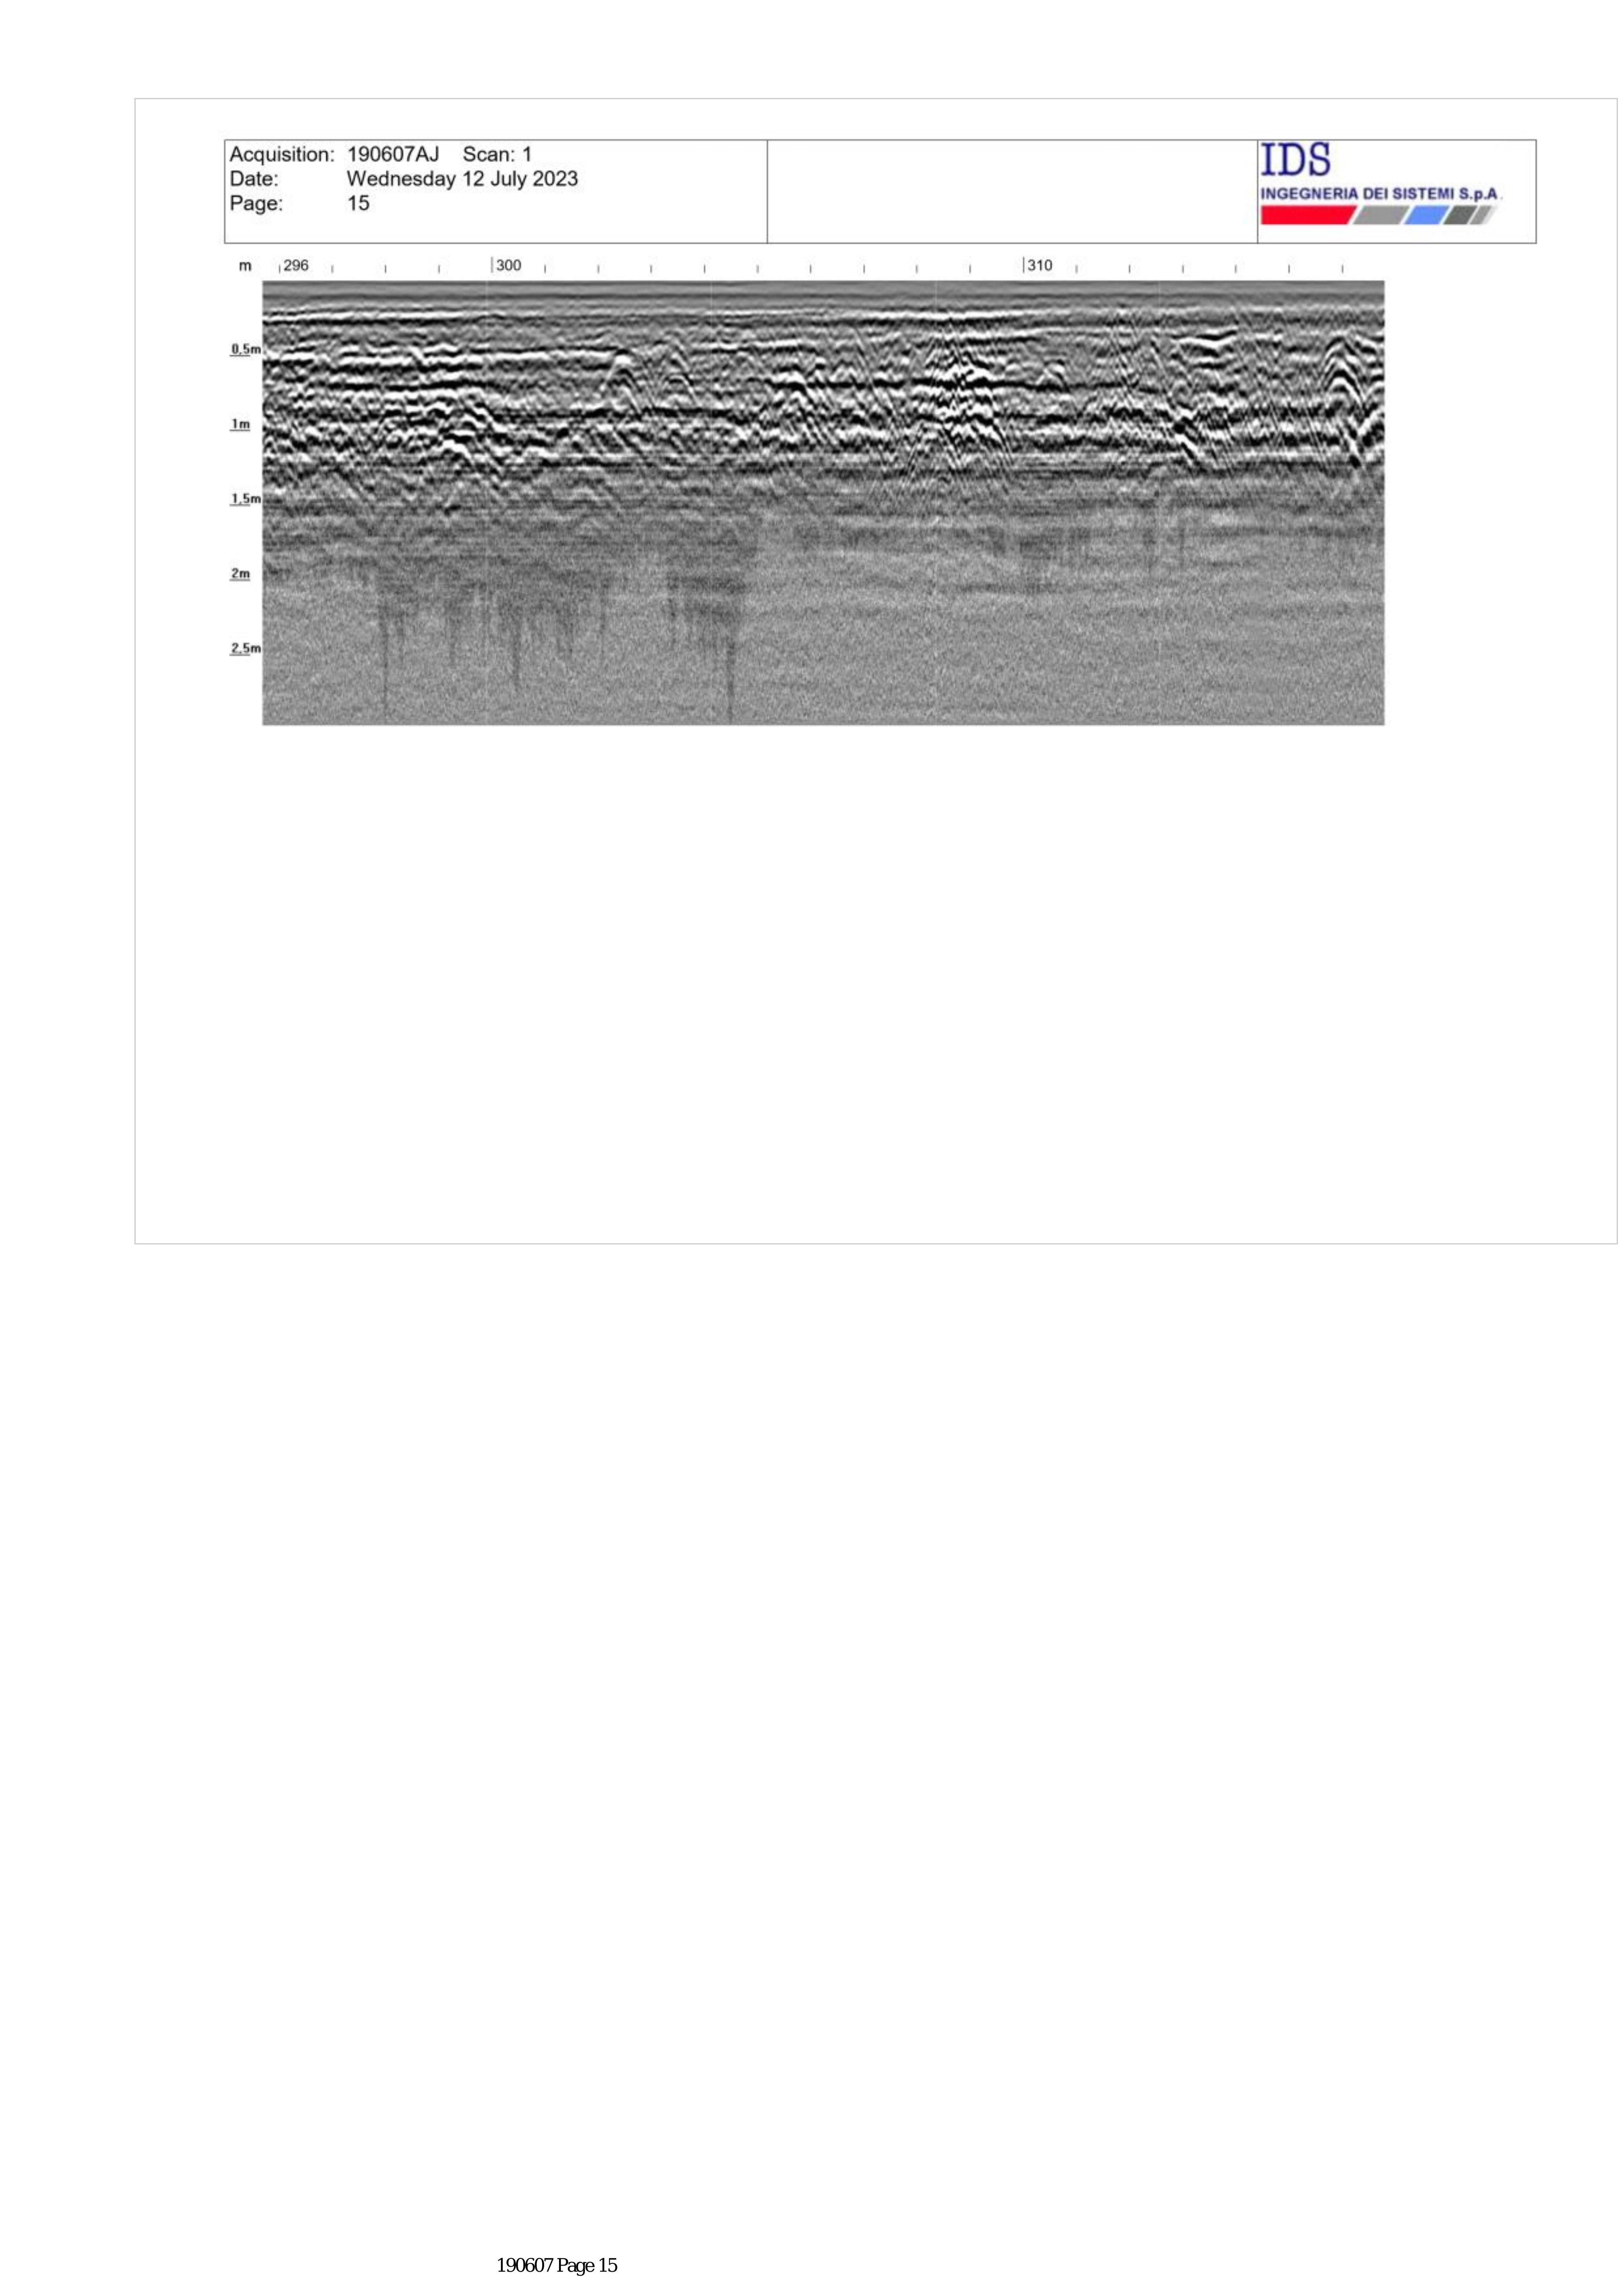 Acquisition: 190607AJ Scan: 1
Date: Wednesday 12 July 2023
Page: 15
IDS
INGEGNERIA DEI SISTEMI S.p.A.
m 296 300 310
0,5m
1m
1,5m
2m
2,5m
190607 Page 15